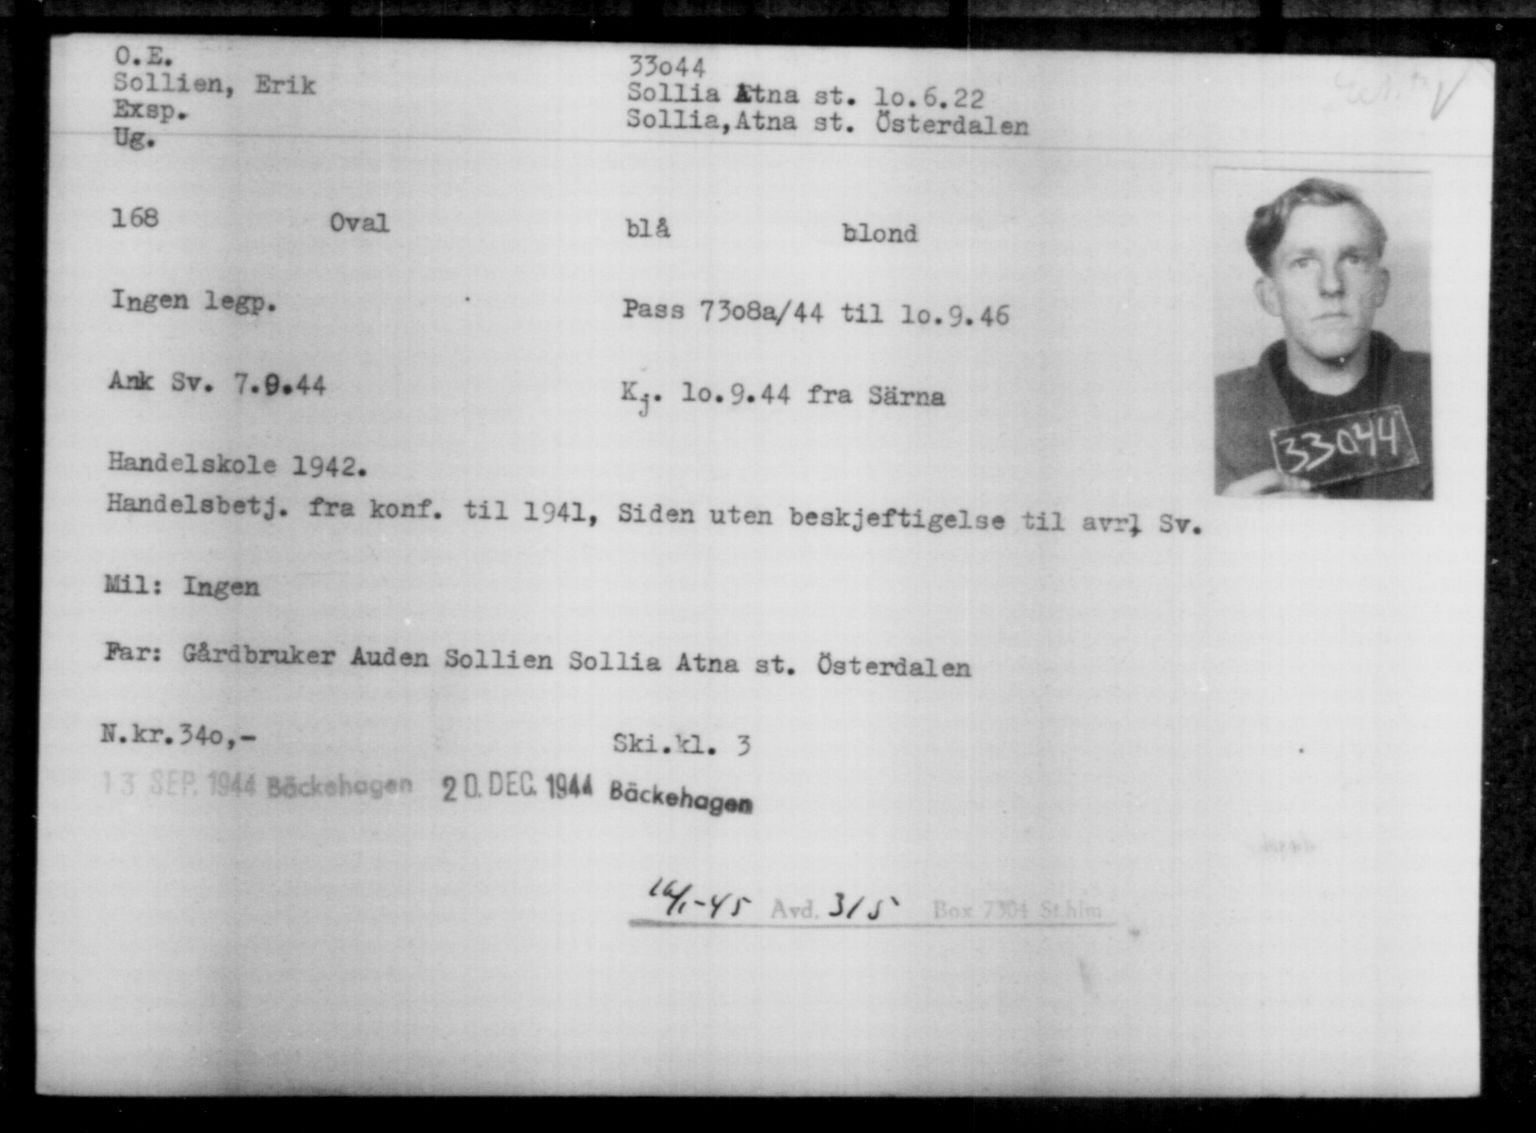 O.E. 33o44
Sollien, Erik Sollia Atna st. lo.6.22
Exsp. Sollia,Atna st. Österdalen
Ug.
168 Oval blå blond
Ingen legp. Pass 73o8a/44 til lo.9.46
Ank Sv. 7.9.44 Kj. lo.9.44 fra Särna
33044
Handelskole 1942.
Handelsbetj. fra konf. til 1941, Siden uten beskjeftigelse til avr, Sv.
Mil: Ingen
Far: Gårdbruker Auden Sollien Sollia Atna st. Österdalen
N.kr.34o,- Ski.kl. 3
13 SEP. 1944 Bäckehagen 20. DEC. 1944 Bäckehagen
16/1-45 Avd. 315 Box 7304 St.hlm